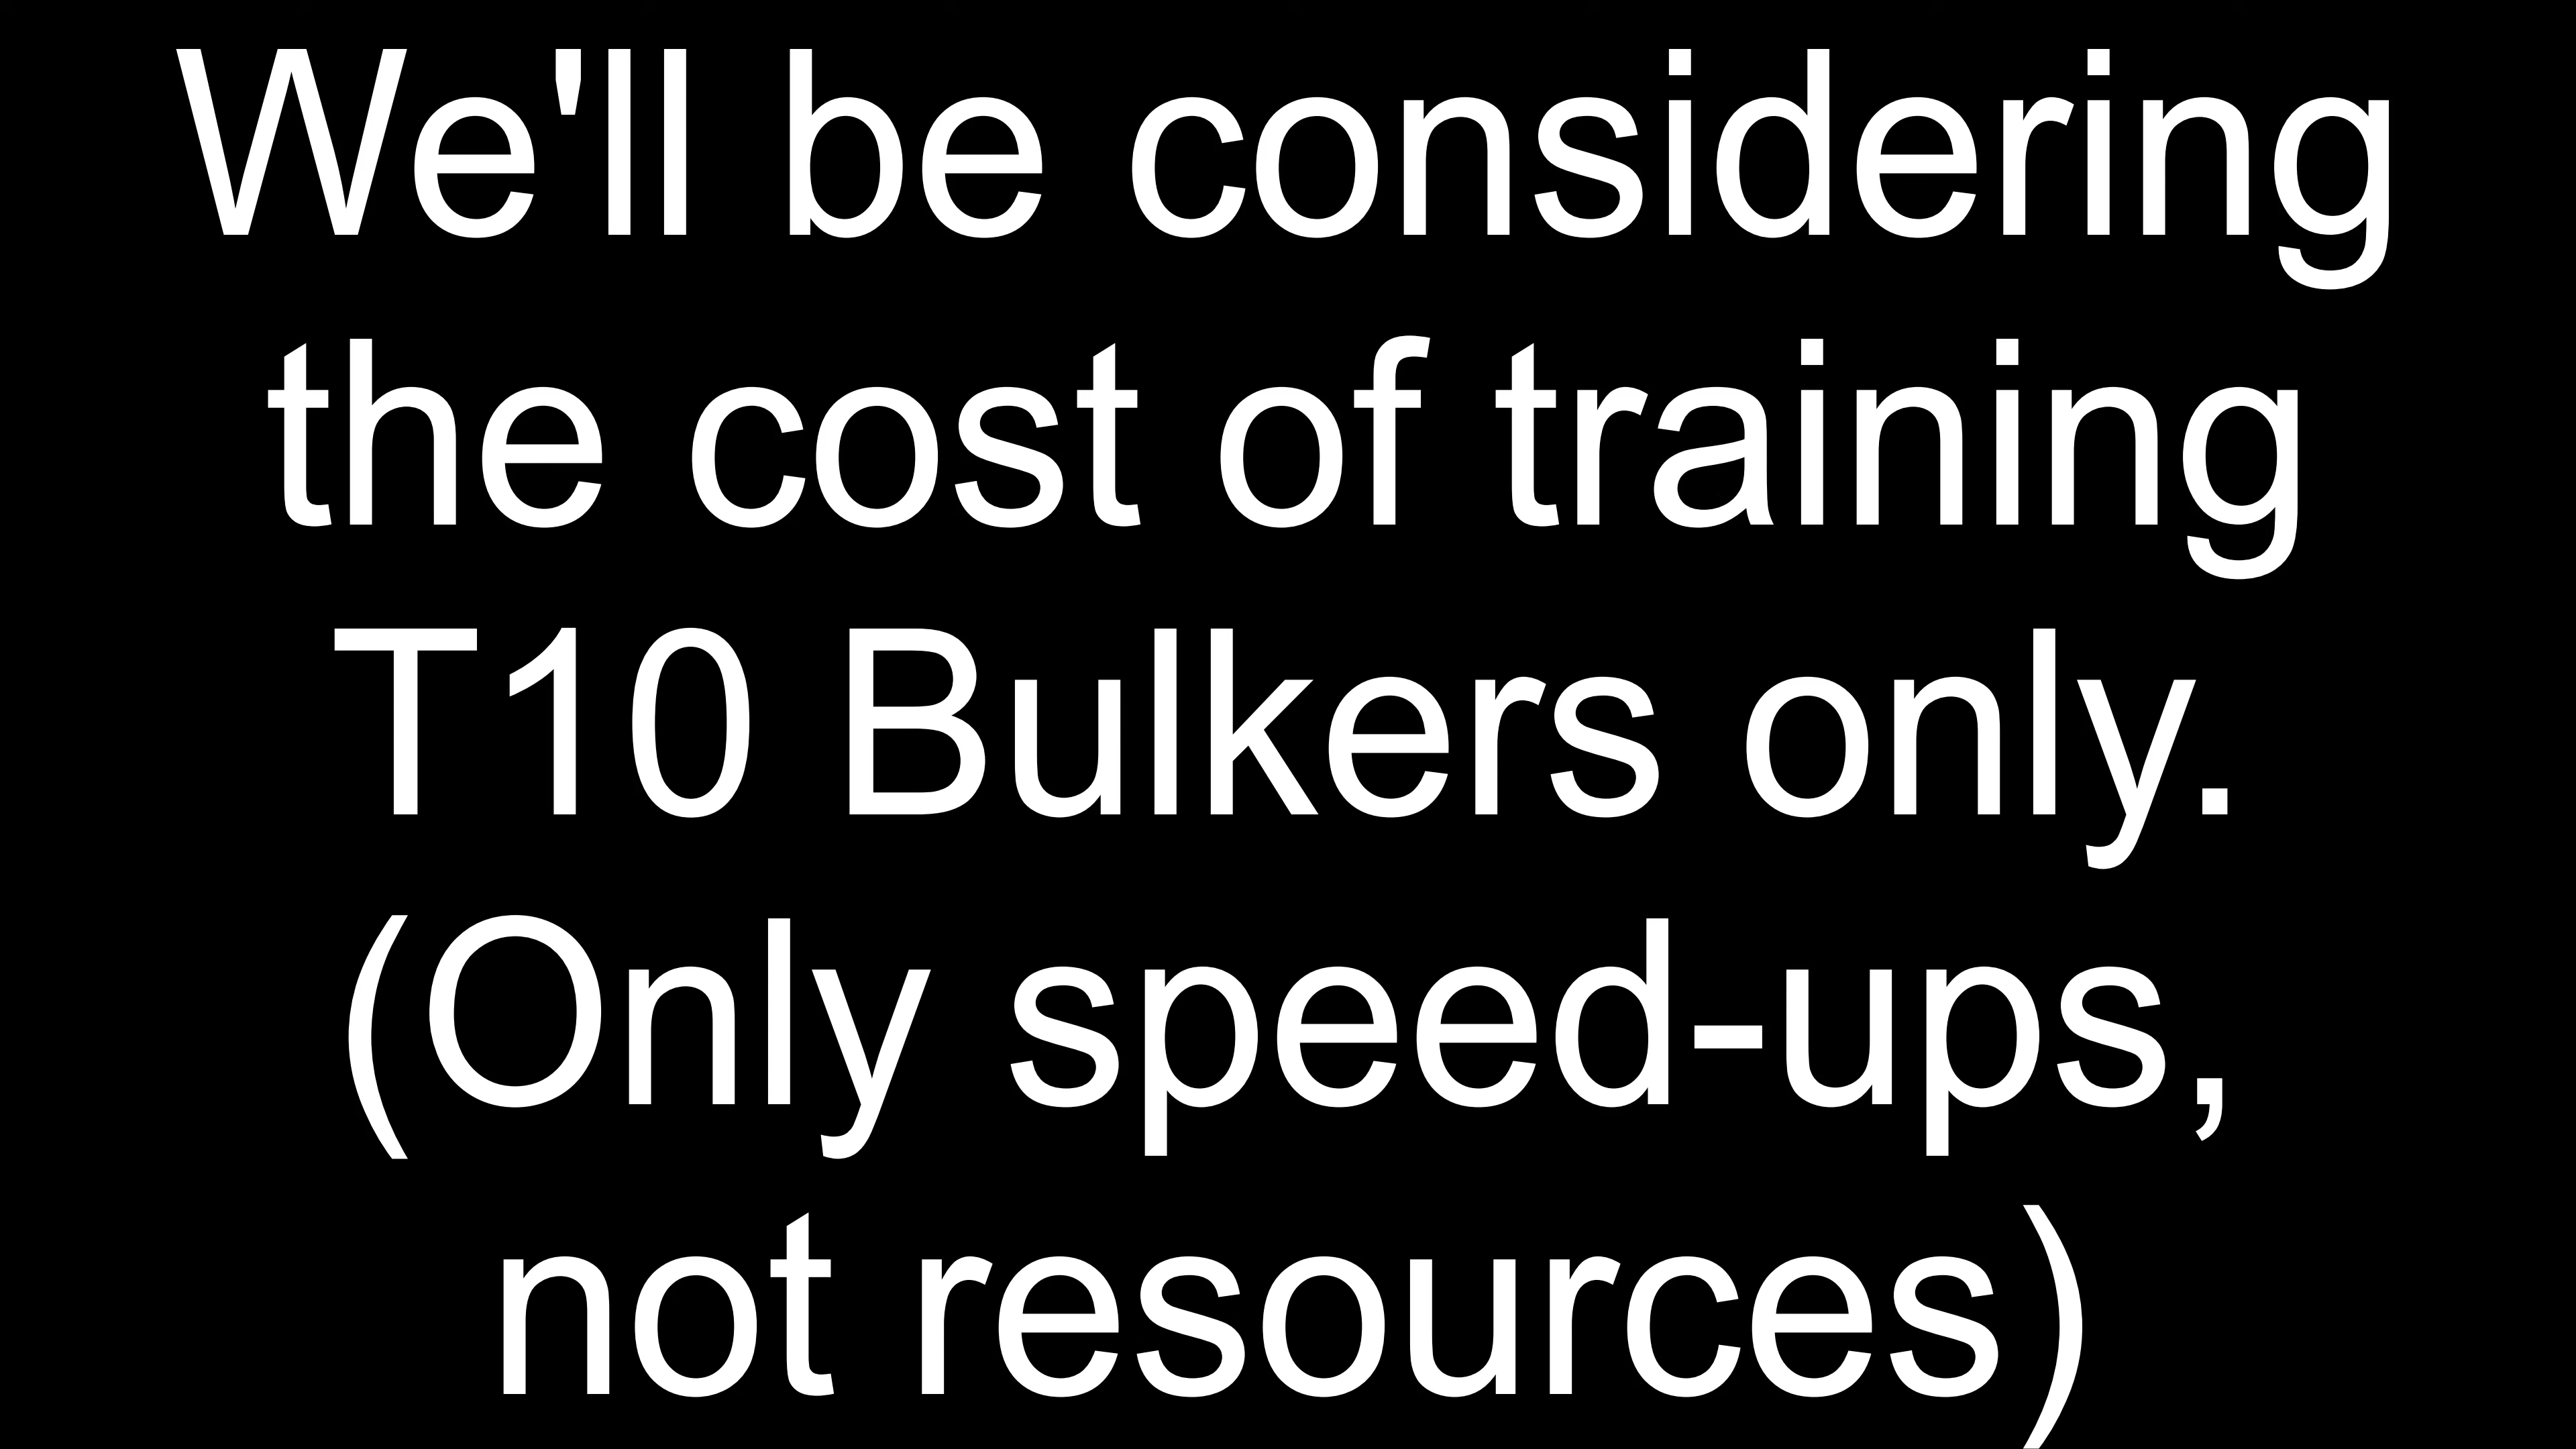 We'll be considering
the cost of training
T10 Bulkers only.
(Only speed-ups,
not resources)